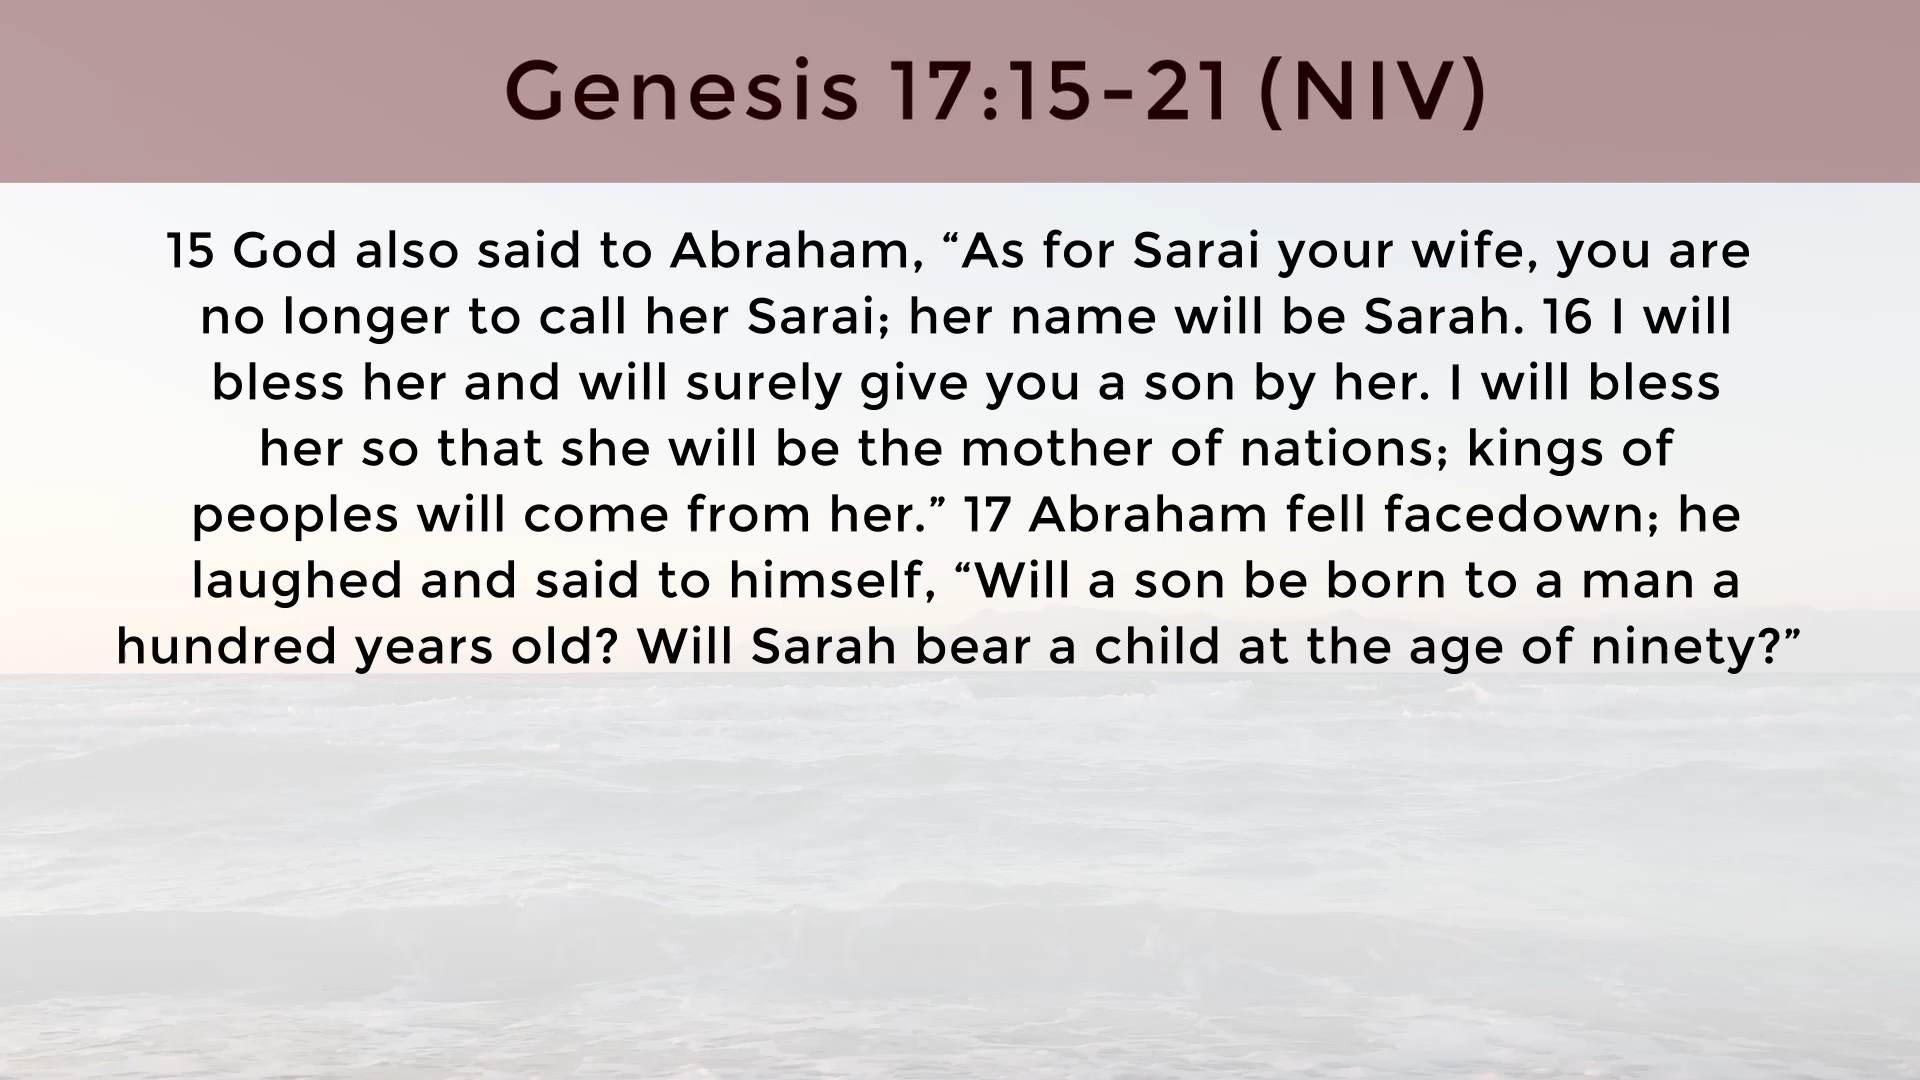 Genesis 17:15-21 (NIV)
15 God also said to Abraham, “As for Sarai your wife, you are
no longer to call her Sarai; her name will be Sarah. 16 I will
bless her and will surely give you a son by her. I will bless
her so that she will be the mother of nations; kings of
peoples will come from her.” 17 Abraham fell facedown; he
laughed and said to himself, “Will a son be born to a man a
hundred years old? Will Sarah bear a child at the age of ninety?”